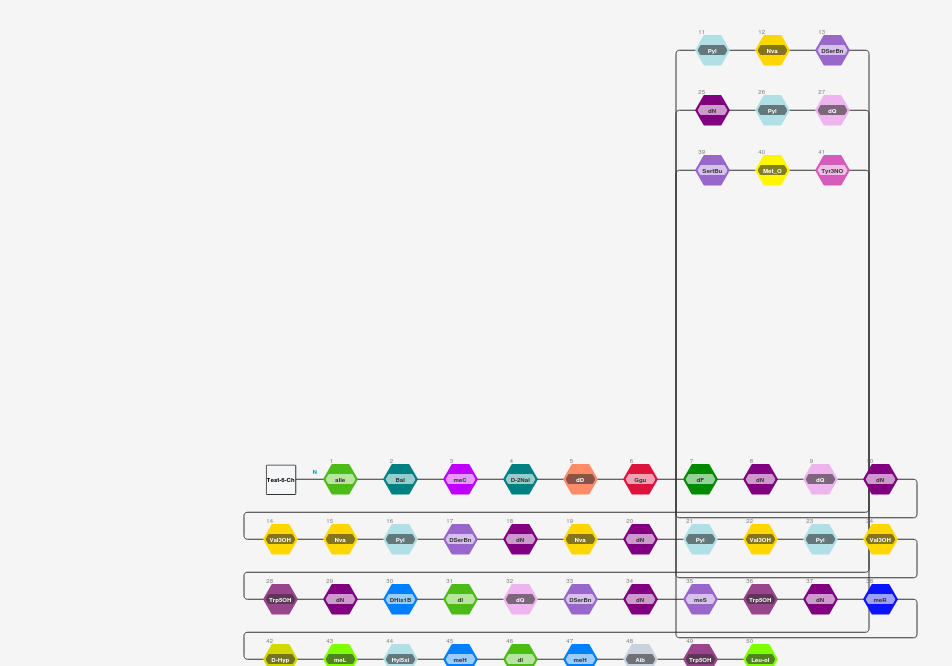 11 12 13
Pyl Nva DSerBn
25 26 27
dN Pyl dQ
39 40 41
SertBu Met_O Tyr3NO
1 2 3 4 5 6 7 8 9 10
Test-6-Ch N aIle Bal meC D-2Nal dD Ggu dF dN dQ dN
14 15 16 17 18 19 20 21 22 23 24
Val3OH Nva Pyl DSerBn dN Nva dN Pyl Val3OH Pyl Val3OH
28 29 30 31 32 33 34 35 36 37 38
Trp5OH dN DHis1B dI dQ DSerBn dN meS Trp5OH dN meR
42 43 44 45 46 47 48 49 50
D-Hyp meL Hyl5xi meH dI meH Aib Trp5OH Leu-ol